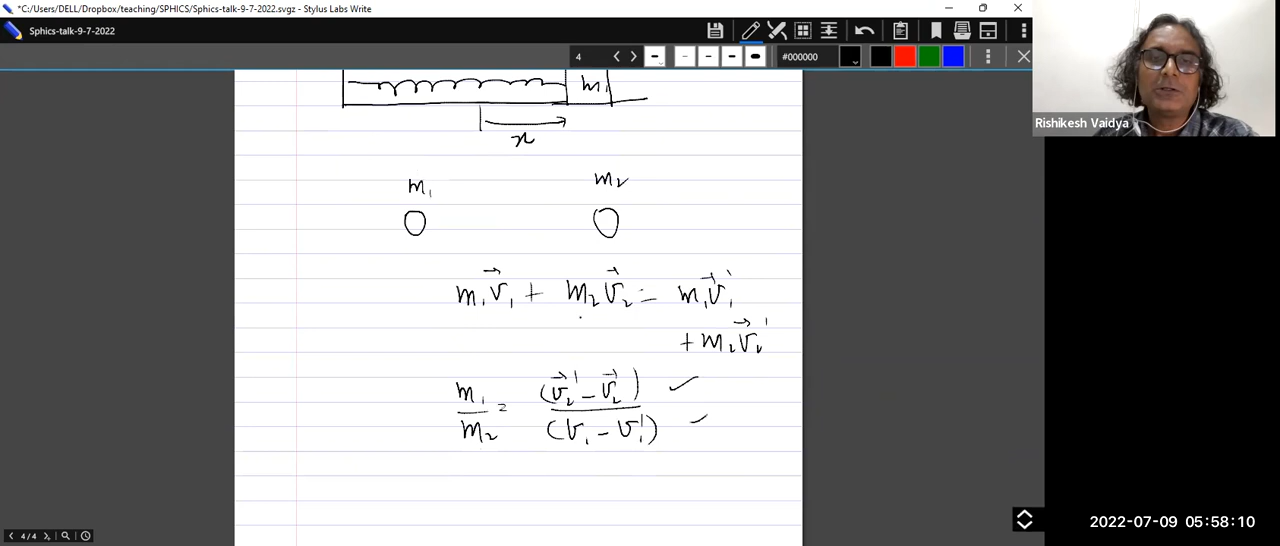 *C:/Users/DELL/Dropbox/teaching/SPHICS/Sphics-talk-9-7-2022.svgz - Stylus Labs Write
Sphics-talk-9-7-2022
4
#000000
Rishikesh Vaidya
m₁
x
m₁ m₂
m₁v⃗₁ + m₂v⃗₂ = m₁v⃗₁'
+ m₂v⃗₂'
m₁/m₂ = (v⃗₂' - v⃗₂)/(v₁ - v₁')
4/4
2022-07-09 05:58:10